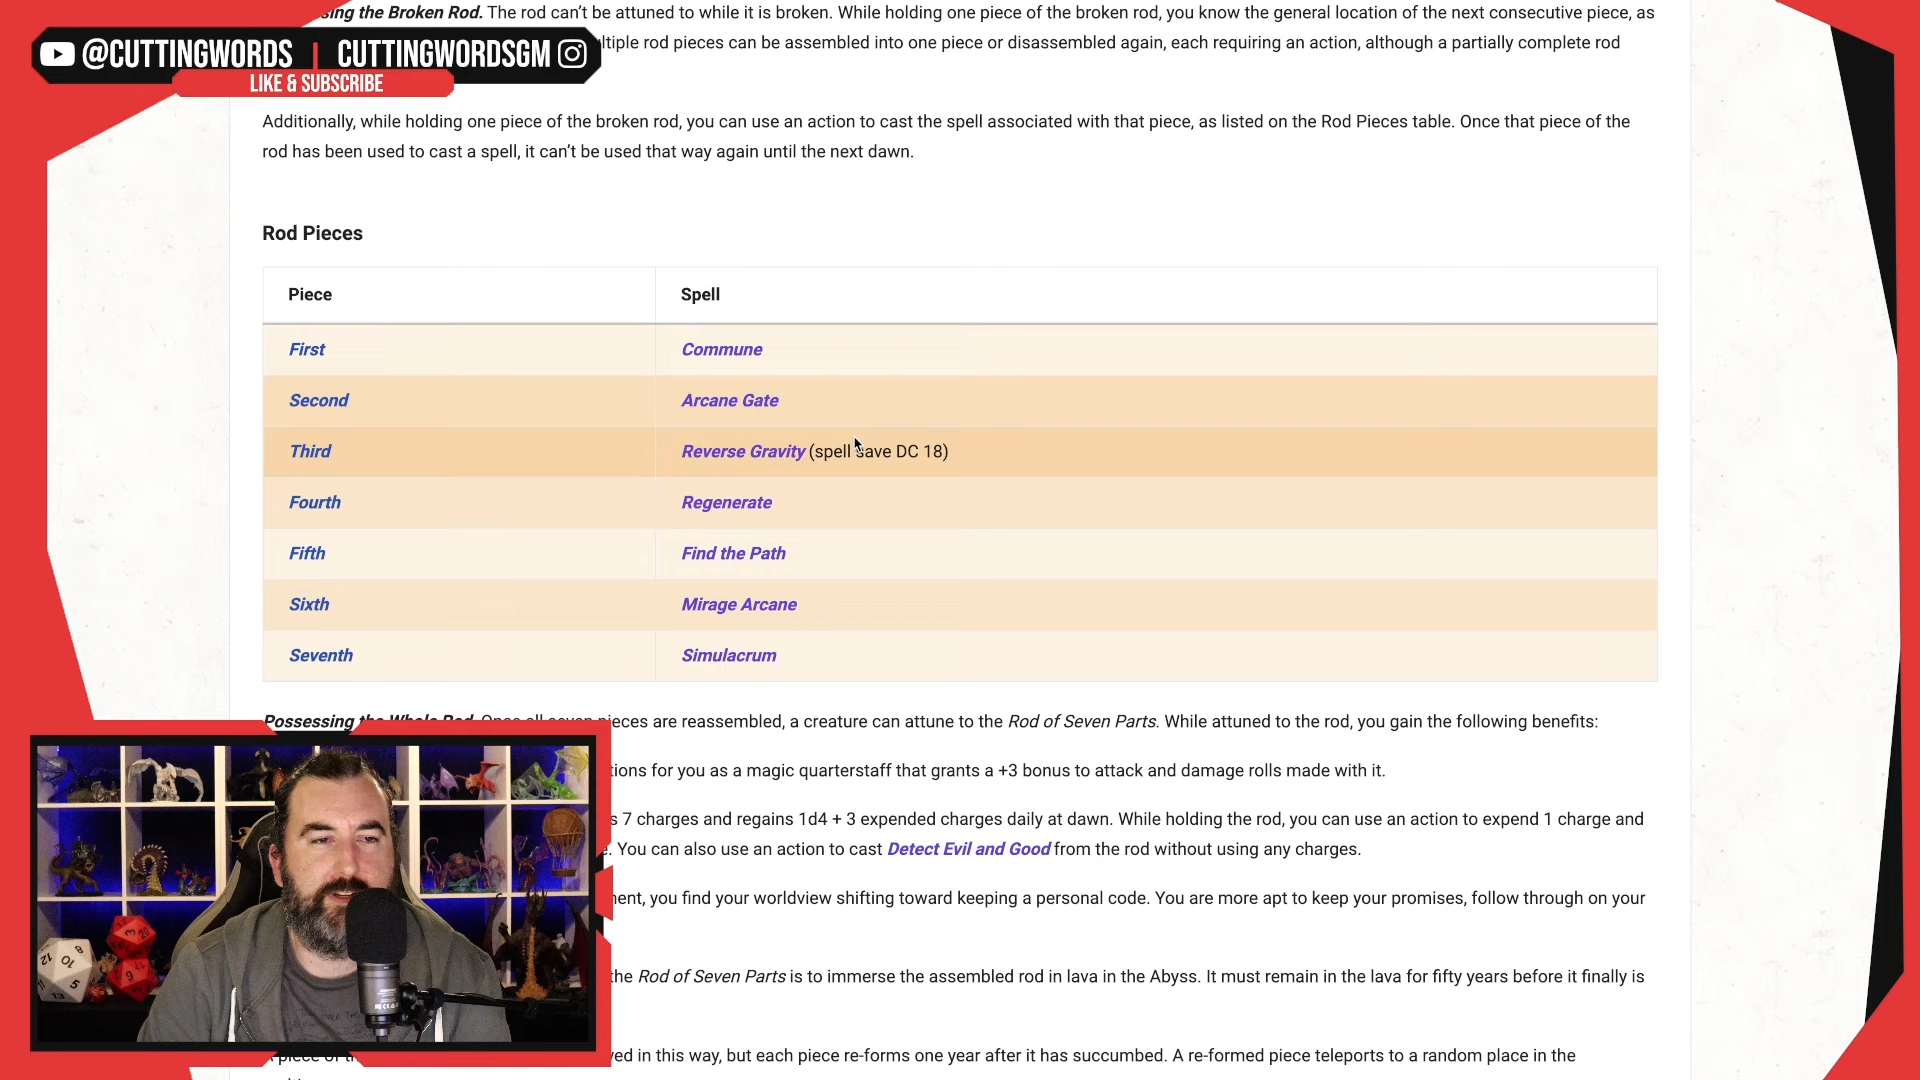 sing the Broken Rod. The rod can’t be attuned to while it is broken. While holding one piece of the broken rod, you know the general location of the next consecutive piece, as
@CUTTINGWORDS | CUTTINGWORDSGM
ltiple rod pieces can be assembled into one piece or disassembled again, each requiring an action, although a partially complete rod
LIKE & SUBSCRIBE
Additionally, while holding one piece of the broken rod, you can use an action to cast the spell associated with that piece, as listed on the Rod Pieces table. Once that piece of the
rod has been used to cast a spell, it can’t be used that way again until the next dawn.
Rod Pieces
Piece Spell
First Commune
Second Arcane Gate
Third Reverse Gravity (spell save DC 18)
Fourth Regenerate
Fifth Find the Path
Sixth Mirage Arcane
Seventh Simulacrum
Possessing the Whole Rod. Once all seven pieces are reassembled, a creature can attune to the Rod of Seven Parts. While attuned to the rod, you gain the following benefits:
tions for you as a magic quarterstaff that grants a +3 bonus to attack and damage rolls made with it.
s 7 charges and regains 1d4 + 3 expended charges daily at dawn. While holding the rod, you can use an action to expend 1 charge and
e. You can also use an action to cast Detect Evil and Good from the rod without using any charges.
ment, you find your worldview shifting toward keeping a personal code. You are more apt to keep your promises, follow through on your
the Rod of Seven Parts is to immerse the assembled rod in lava in the Abyss. It must remain in the lava for fifty years before it finally is
yed in this way, but each piece re-forms one year after it has succumbed. A re-formed piece teleports to a random place in the